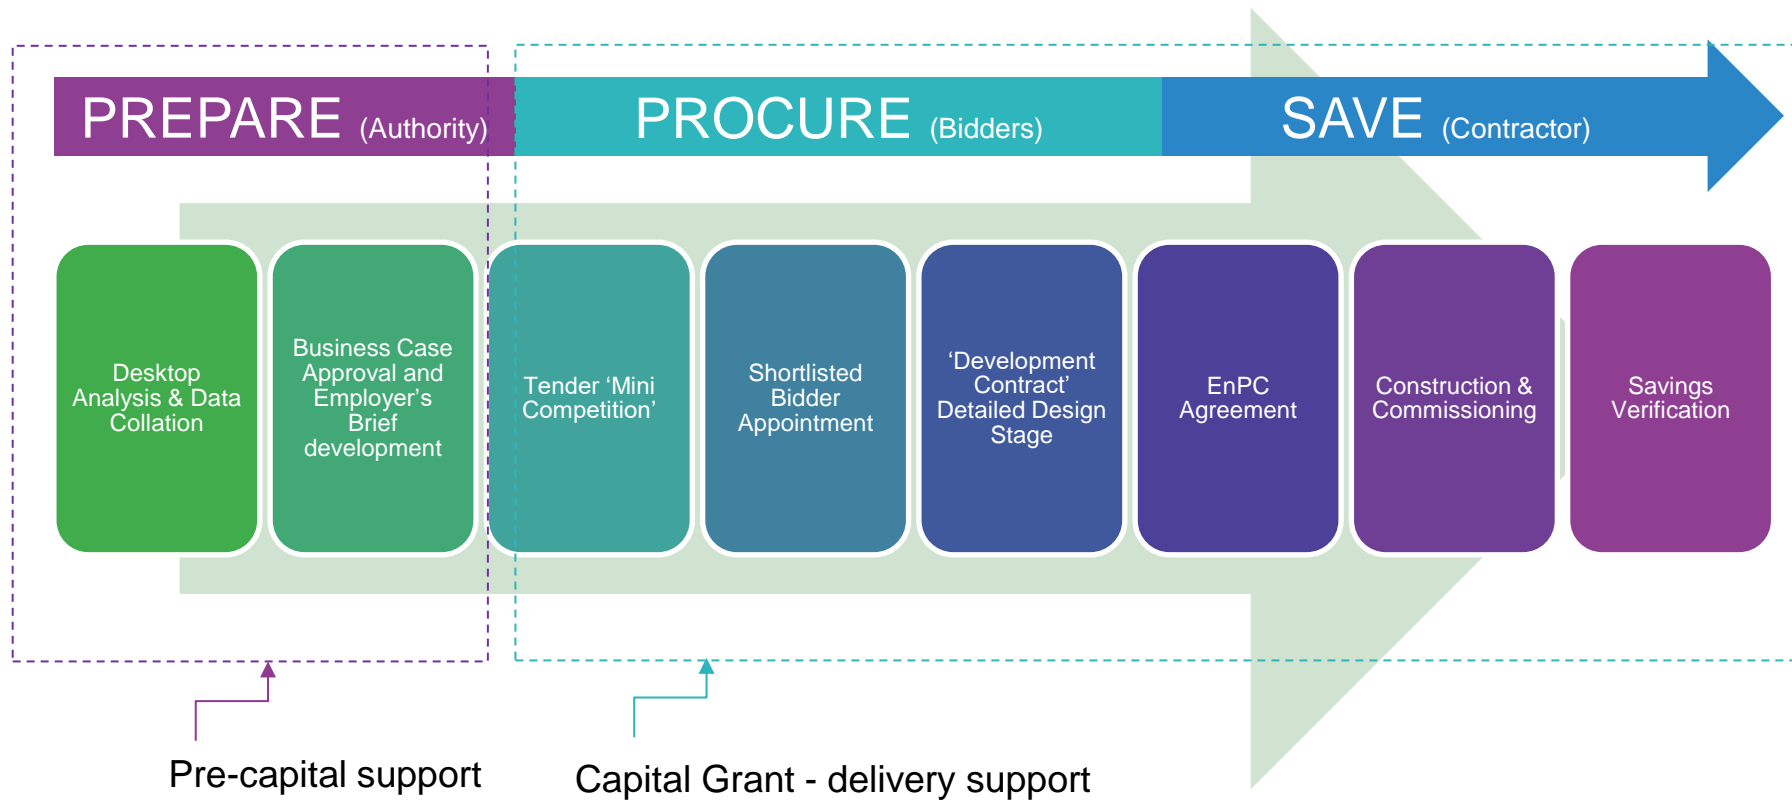 PREPARE (Authority)
PROCURE (Bidders)
SAVE (Contractor)
Desktop
Analysis & Data
Collation
Business Case
Approval and
Employer’s
Brief
development
Tender ‘Mini
Competition’
Shortlisted
Bidder
Appointment
‘Development
Contract’
Detailed Design
Stage
EnPC
Agreement
Construction &
Commissioning
Savings
Verification
Pre-capital support
Capital Grant - delivery support